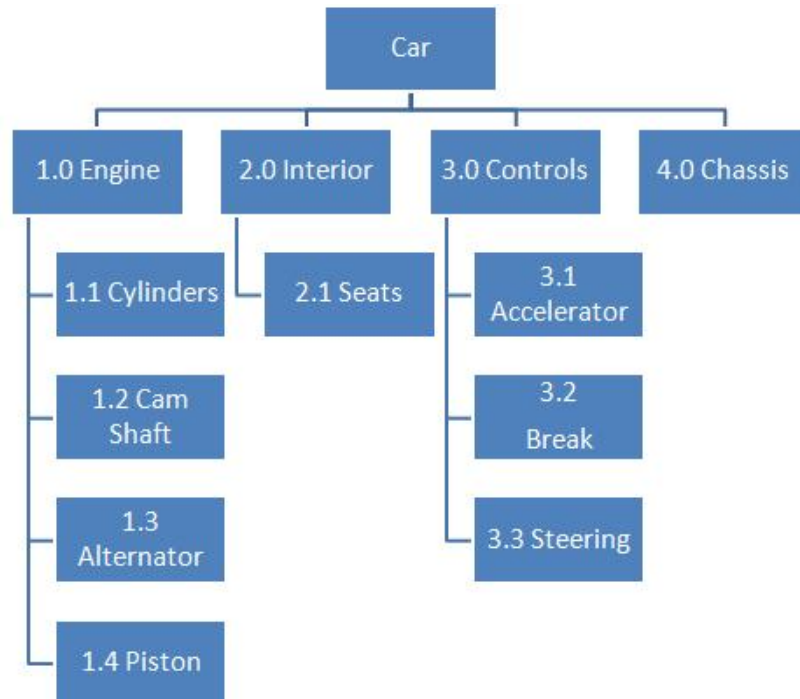 Car
1.0 Engine
2.0 Interior
3.0 Controls
4.0 Chassis
1.1 Cylinders
2.1 Seats
3.1
Accelerator
1.2 Cam
Shaft
3.2
Break
1.3
Alternator
3.3 Steering
1.4 Piston